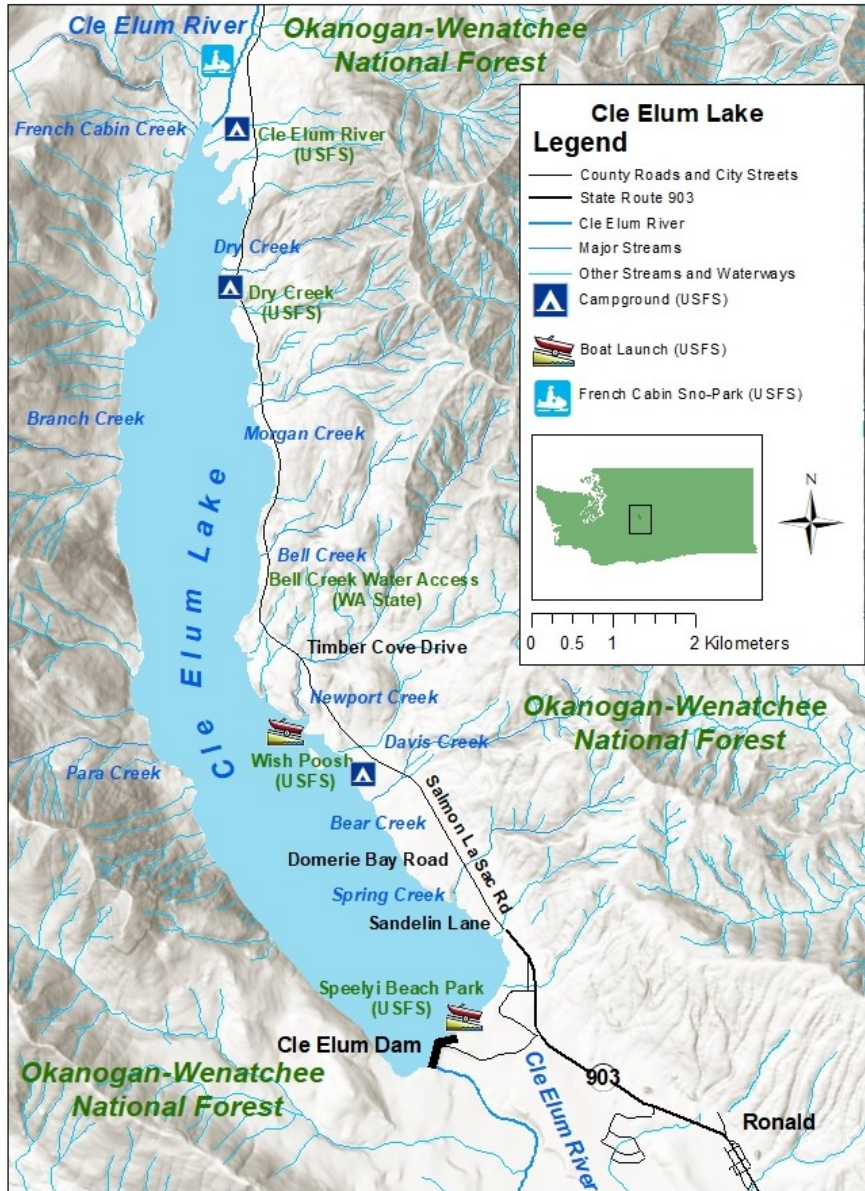 Cle Elum River
Okanogan-Wenatchee
National Forest
French Cabin Creek
Cle Elum River
(USFS)
Dry Creek
Dry Creek
(USFS)
Branch Creek
Morgan Creek
Cle Elum Lake
Bell Creek
Bell Creek Water Access
(WA State)
Timber Cove Drive
Newport Creek
Davis Creek
Wish Poosh
(USFS)
Para Creek
Bear Creek
Salmon La Sac Rd
Domerie Bay Road
Spring Creek
Sandelin Lane
Speelyi Beach Park
(USFS)
Cle Elum Dam
Okanogan-Wenatchee
National Forest
Cle Elum River
903
Ronald
Okanogan-Wenatchee
National Forest
Cle Elum Lake
Legend
County Roads and City Streets
State Route 903
Cle Elum River
Major Streams
Other Streams and Waterways
Campground (USFS)
Boat Launch (USFS)
French Cabin Sno-Park (USFS)
N
0 0.5 1 2 Kilometers